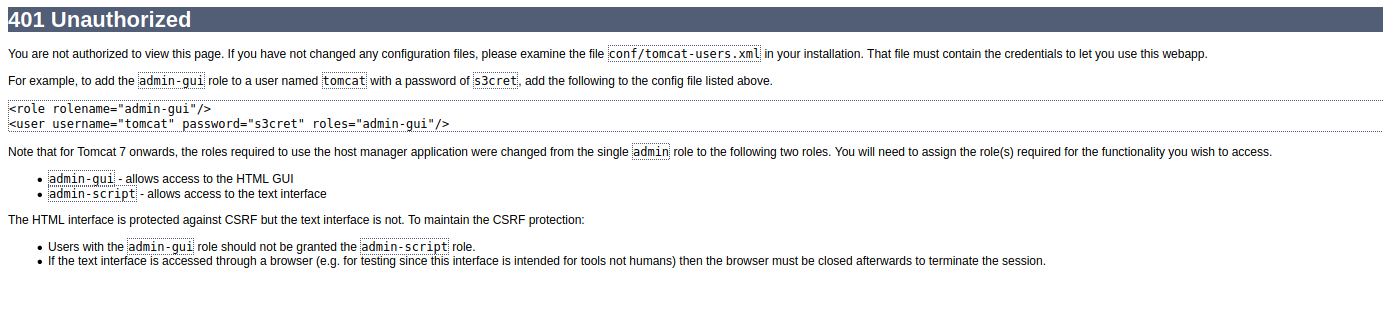 401 Unauthorized
You are not authorized to view this page. If you have not changed any configuration files, please examine the file conf/tomcat-users.xml in your installation. That file must contain the credentials to let you use this webapp.
For example, to add the admin-gui role to a user named tomcat with a password of s3cret, add the following to the config file listed above.
<role rolename="admin-gui"/>
<user username="tomcat" password="s3cret" roles="admin-gui"/>
Note that for Tomcat 7 onwards, the roles required to use the host manager application were changed from the single admin role to the following two roles. You will need to assign the role(s) required for the functionality you wish to access.
• admin-gui - allows access to the HTML GUI
• admin-script - allows access to the text interface
The HTML interface is protected against CSRF but the text interface is not. To maintain the CSRF protection:
• Users with the admin-gui role should not be granted the admin-script role.
• If the text interface is accessed through a browser (e.g. for testing since this interface is intended for tools not humans) then the browser must be closed afterwards to terminate the session.